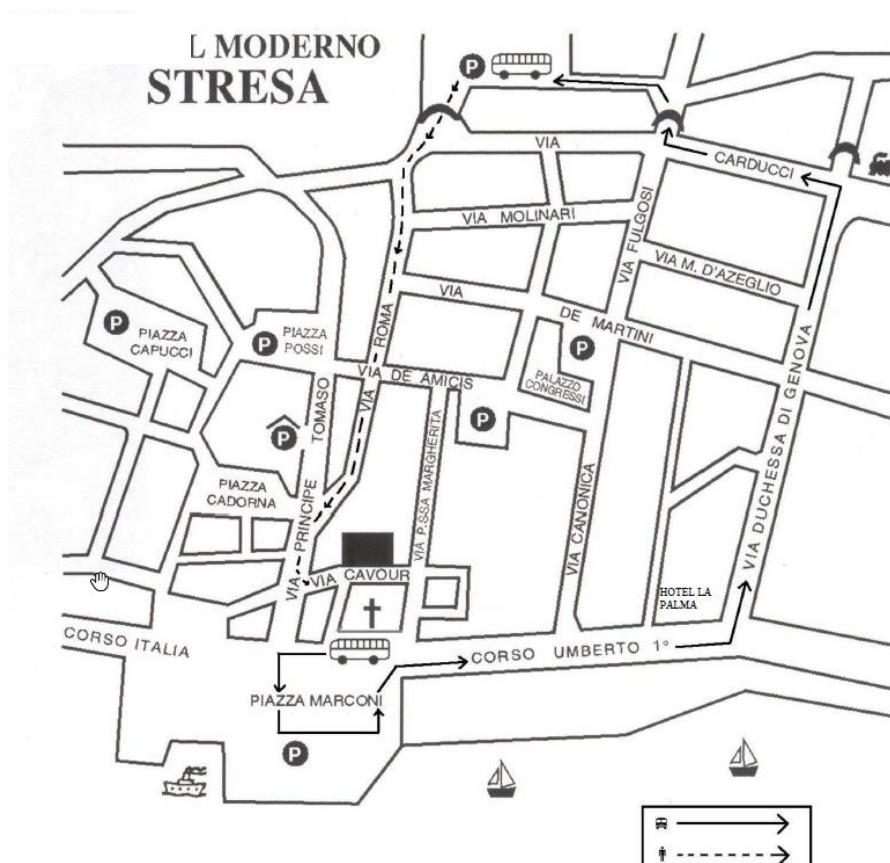 L MODERNO
STRESA
P
VIA
CARDUCCI
VIA MOLINARI
VIA FULGOSI
VIA M. D'AZEGLIO
VIA
DE MARTINI
P
PIAZZA
CAPUCCI
P
PIAZZA
POSSI
VIA ROMA
P
VIA DE AMICIS
PALAZZO
CONGRESSI
P
P
VIA PRINCIPE TOMASO
VIA P.SSA MARGHERITA
PIAZZA
CADORNA
VIA CANONICA
VIA DUCHESSA DI GENOVA
VIA CAVOUR
HOTEL LA
PALMA
CORSO ITALIA
CORSO UMBERTO 1°
PIAZZA MARCONI
P